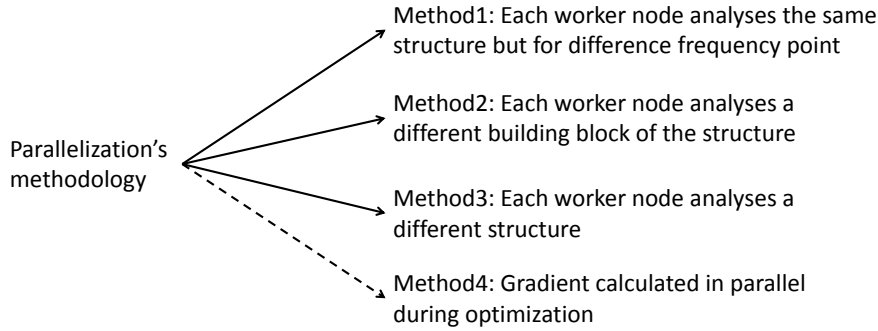 Method1: Each worker node analyses the same
structure but for difference frequency point
Method2: Each worker node analyses a
different building block of the structure
Parallelization’s
methodology
Method3: Each worker node analyses a
different structure
Method4: Gradient calculated in parallel
during optimization